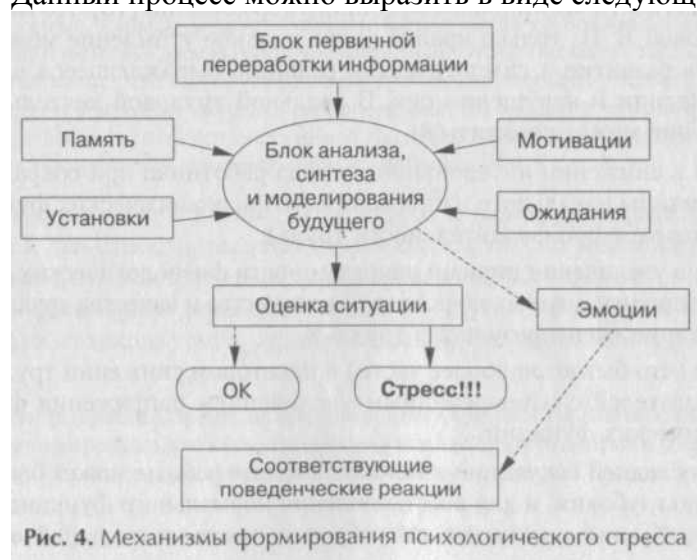 Данный процесс можно выразить в виде следующ
Блок первичной
переработки информации
Память
Мотивации
Блок анализа,
синтеза
и моделирования
будущего
Установки
Ожидания
Оценка ситуации
Эмоции
ОК
Стресс!!!
Соответствующие
поведенческие реакции
Рис. 4. Механизмы формирования психологического стресса